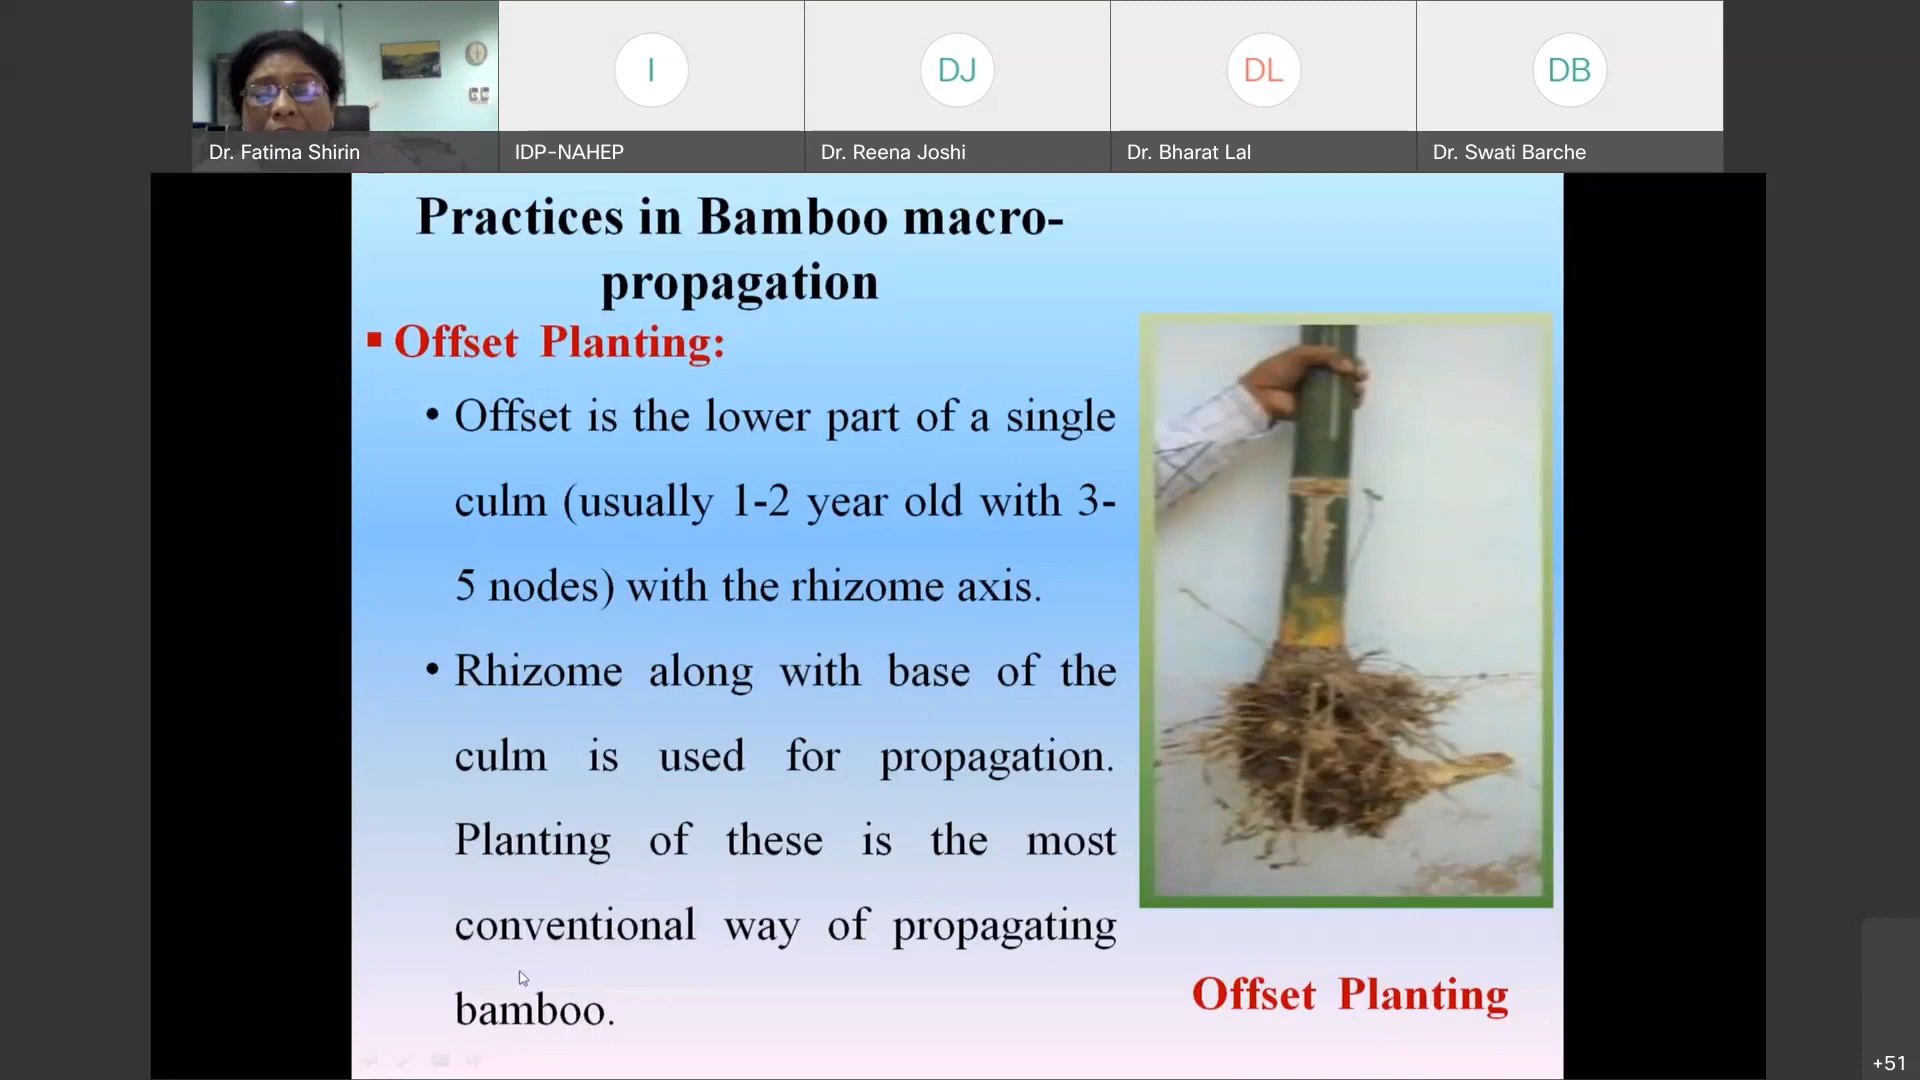 I
DJ
DL
DB
Dr. Fatima Shirin
IDP-NAHEP
Dr. Reena Joshi
Dr. Bharat Lal
Dr. Swati Barche
Practices in Bamboo macro-
propagation
▪ Offset Planting:
• Offset is the lower part of a single
culm (usually 1-2 year old with 3-
5 nodes) with the rhizome axis.
• Rhizome along with base of the
culm is used for propagation.
Planting of these is the most
conventional way of propagating
bamboo.
Offset Planting
+51